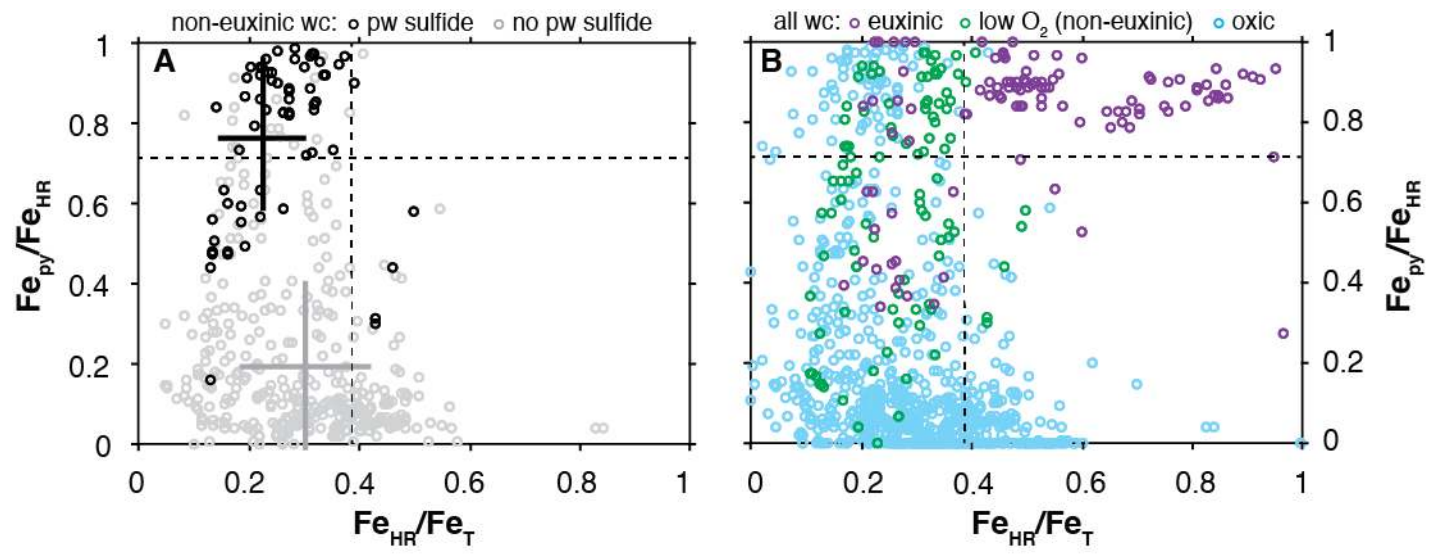 non-euxinic wc: pw sulfide no pw sulfide
all wc: euxinic low O2 (non-euxinic) oxic
A
1
0.8
0.6
0.4
0.2
0
Fepy/FeHR
0 0.2 0.4 0.6 0.8 1
FeHR/FeT
B
1
0.8
0.6
0.4
0.2
0
Fepy/FeHR
0 0.2 0.4 0.6 0.8 1
FeHR/FeT